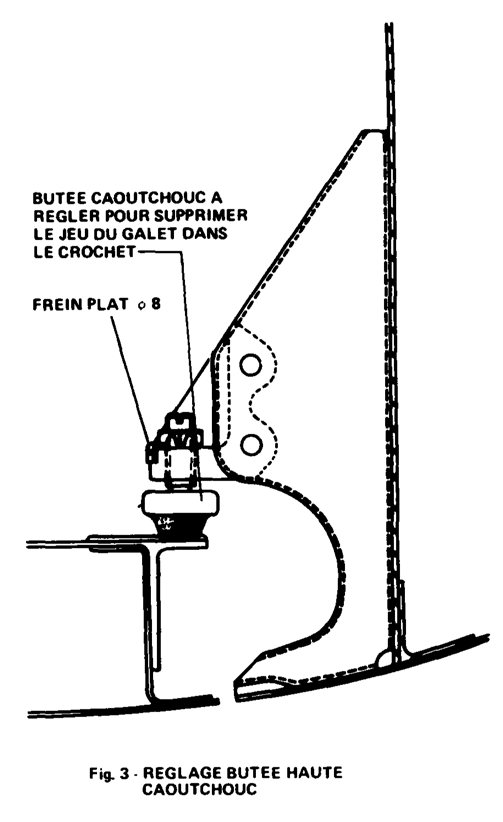 BUTEE CAOUTCHOUC A
REGLER POUR SUPPRIMER
LE JEU DU GALET DANS
LE CROCHET
FREIN PLAT ⌀ 8
Fig. 3 - REGLAGE BUTEE HAUTE
CAOUTCHOUC